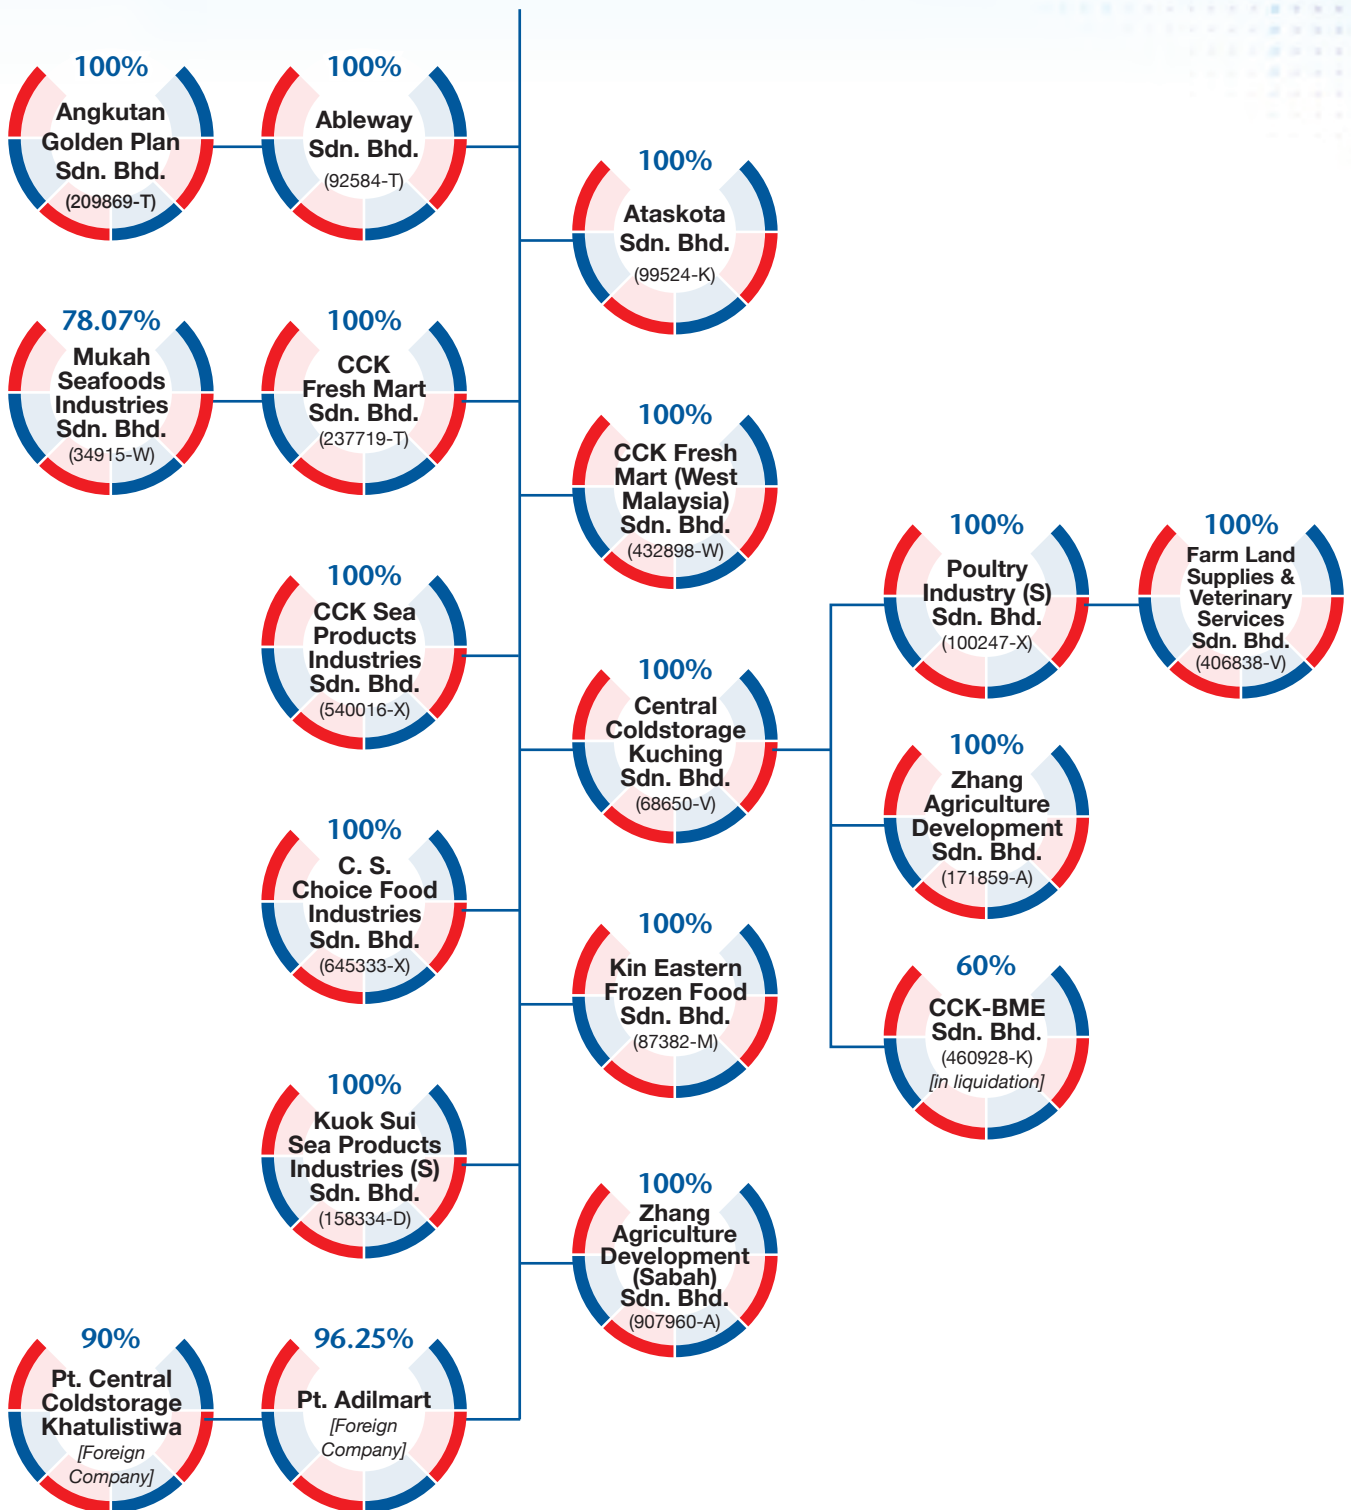 100%
Angkutan
Golden Plan
Sdn. Bhd.
(209869-T)
100%
Ableway
Sdn. Bhd.
(92584-T)
100%
Ataskota
Sdn. Bhd.
(99524-K)
78.07%
Mukah
Seafoods
Industries
Sdn. Bhd.
(34915-W)
100%
CCK
Fresh Mart
Sdn. Bhd.
(237719-T)
100%
CCK Fresh
Mart (West
Malaysia)
Sdn. Bhd.
(432898-W)
100%
CCK Sea
Products
Industries
Sdn. Bhd.
(540016-X)
100%
Central
Coldstorage
Kuching
Sdn. Bhd.
(68650-V)
100%
Poultry
Industry (S)
Sdn. Bhd.
(100247-X)
100%
Farm Land
Supplies &
Veterinary
Services
Sdn. Bhd.
(406838-V)
100%
Zhang
Agriculture
Development
Sdn. Bhd.
(171859-A)
60%
CCK-BME
Sdn. Bhd.
(460928-K)
[in liquidation]
100%
C. S.
Choice Food
Industries
Sdn. Bhd.
(645333-X)
100%
Kin Eastern
Frozen Food
Sdn. Bhd.
(87382-M)
100%
Kuok Sui
Sea Products
Industries (S)
Sdn. Bhd.
(158334-D)
100%
Zhang
Agriculture
Development
(Sabah)
Sdn. Bhd.
(907960-A)
90%
Pt. Central
Coldstorage
Khatulistiwa
[Foreign
Company]
96.25%
Pt. Adilmart
[Foreign
Company]